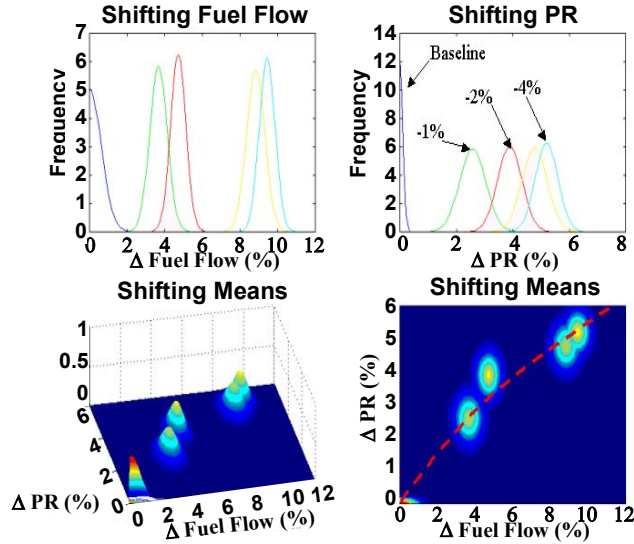 Shifting Fuel Flow
7
6
5
4
3
2
1
0
Frequency
0 2 4 6 8 10 12
Δ Fuel Flow (%)
Shifting PR
14
12
10
8
6
4
2
0
Frequency
Baseline
-1%
-2%
-4%
0 2 4 6 8
Δ PR (%)
Shifting Means
1
0.5
0
6
4
2
0
Δ PR (%)
0 2 4 6 8 10 12
Δ Fuel Flow (%)
Shifting Means
6
5
4
3
2
1
0
Δ PR (%)
0 2 4 6 8 10 12
Δ Fuel Flow (%)